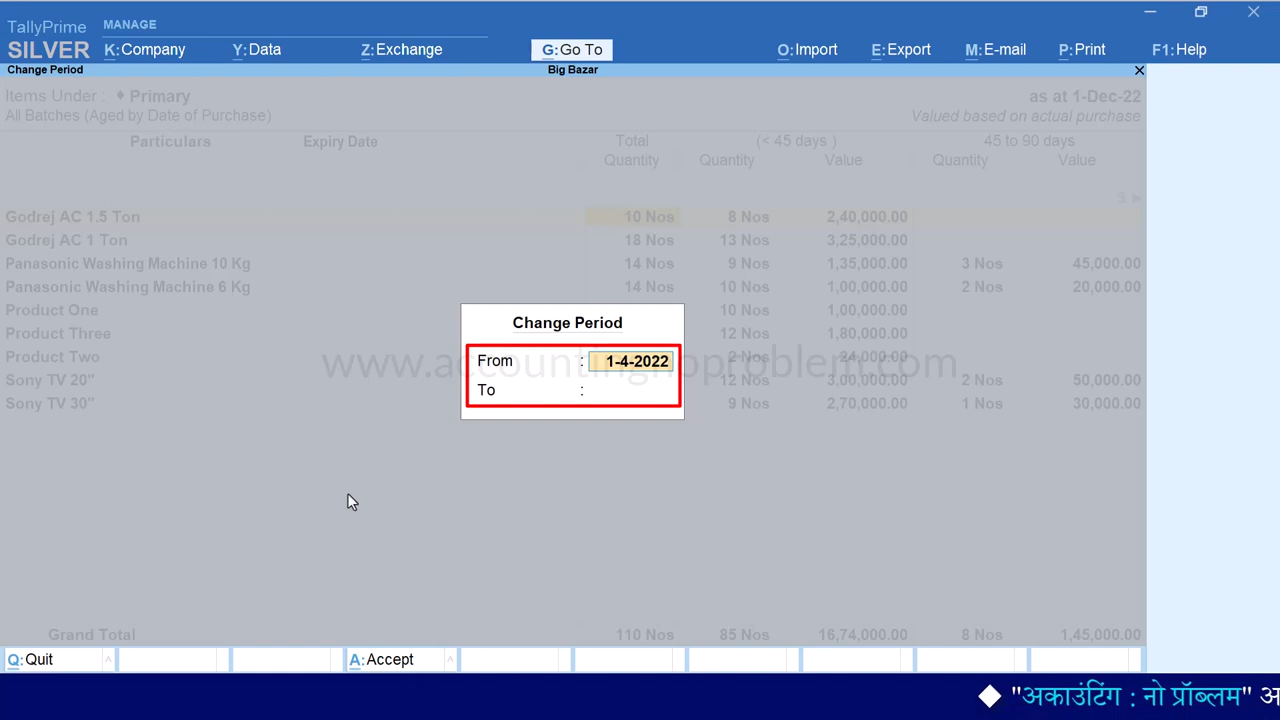 TallyPrime MANAGE
SILVER K:Company Y:Data Z:Exchange G:Go To O:Import E:Export M:E-mail P:Print F1:Help
Change Period Big Bazar
Items Under : ♦ Primary as at 1-Dec-22
All Batches (Aged by Date of Purchase) Valued based on actual purchase
Particulars Expiry Date Total (< 45 days ) 45 to 90 days
Quantity Quantity Value Quantity Value
Godrej AC 1.5 Ton 10 Nos 8 Nos 2,40,000.00
Godrej AC 1 Ton 18 Nos 13 Nos 3,25,000.00
Panasonic Washing Machine 10 Kg 14 Nos 9 Nos 1,35,000.00 3 Nos 45,000.00
Panasonic Washing Machine 6 Kg 14 Nos 10 Nos 1,00,000.00 2 Nos 20,000.00
Product One 10 Nos 1,00,000.00
Change Period
Product Three 12 Nos 1,80,000.00
Product Two 2 Nos 24,000.00
From : 1-4-2022
www.accountingnoproblem.com
Sony TV 20" 12 Nos 3,00,000.00 2 Nos 50,000.00
To :
Sony TV 30" 9 Nos 2,70,000.00 1 Nos 30,000.00
Grand Total 110 Nos 85 Nos 16,74,000.00 8 Nos 1,45,000.00
Q:Quit A:Accept
◆ "अकाउंटिंग : नो प्रॉब्लम" अ